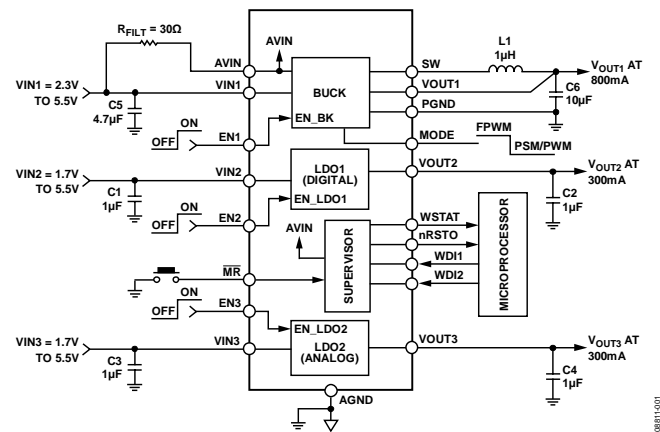 R_FILT = 30Ω
AVIN
AVIN
VIN1 = 2.3V
TO 5.5V
VIN1
C5
4.7µF
BUCK
EN_BK
SW
L1
1µH
V_OUT1 AT
800mA
VOUT1
C6
10µF
PGND
MODE
FPWM
PSM/PWM
ON
OFF
EN1
VIN2 = 1.7V
TO 5.5V
VIN2
C1
1µF
LDO1
(DIGITAL)
EN_LDO1
VOUT2
V_OUT2 AT
300mA
C2
1µF
ON
OFF
EN2
AVIN
SUPERVISOR
WSTAT
nRSTO
WDI1
WDI2
MICROPROCESSOR
MR
ON
OFF
EN3
VIN3 = 1.7V
TO 5.5V
VIN3
C3
1µF
EN_LDO2
LDO2
(ANALOG)
VOUT3
V_OUT3 AT
300mA
C4
1µF
AGND
08811-001